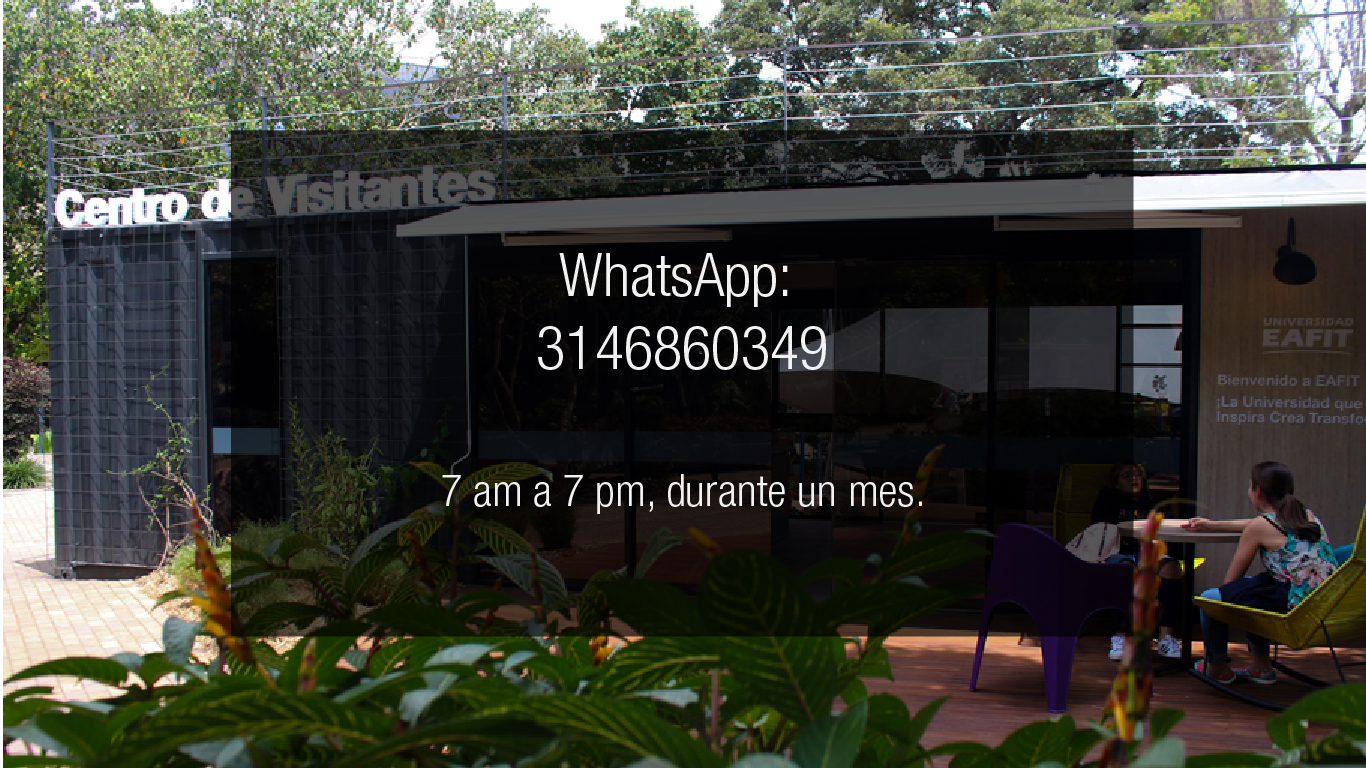 Centro de Visitantes
WhatsApp:
3146860349
7 am a 7 pm, durante un mes.
UNIVERSIDAD
EAFIT
Bienvenido a EAFIT
¡La Universidad que
Inspira Crea